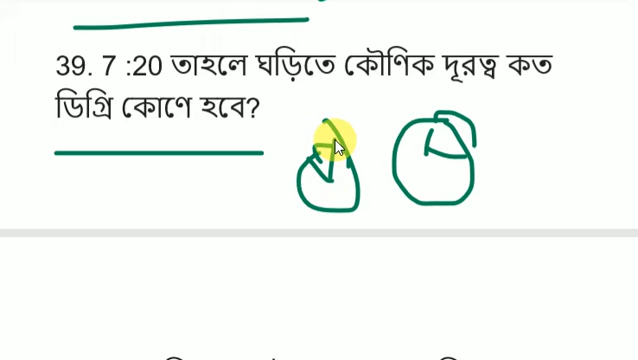 39. 7 :20 তাহলে ঘড়িতে কৌণিক দূরত্ব কত
ডিগ্রি কোণে হবে?